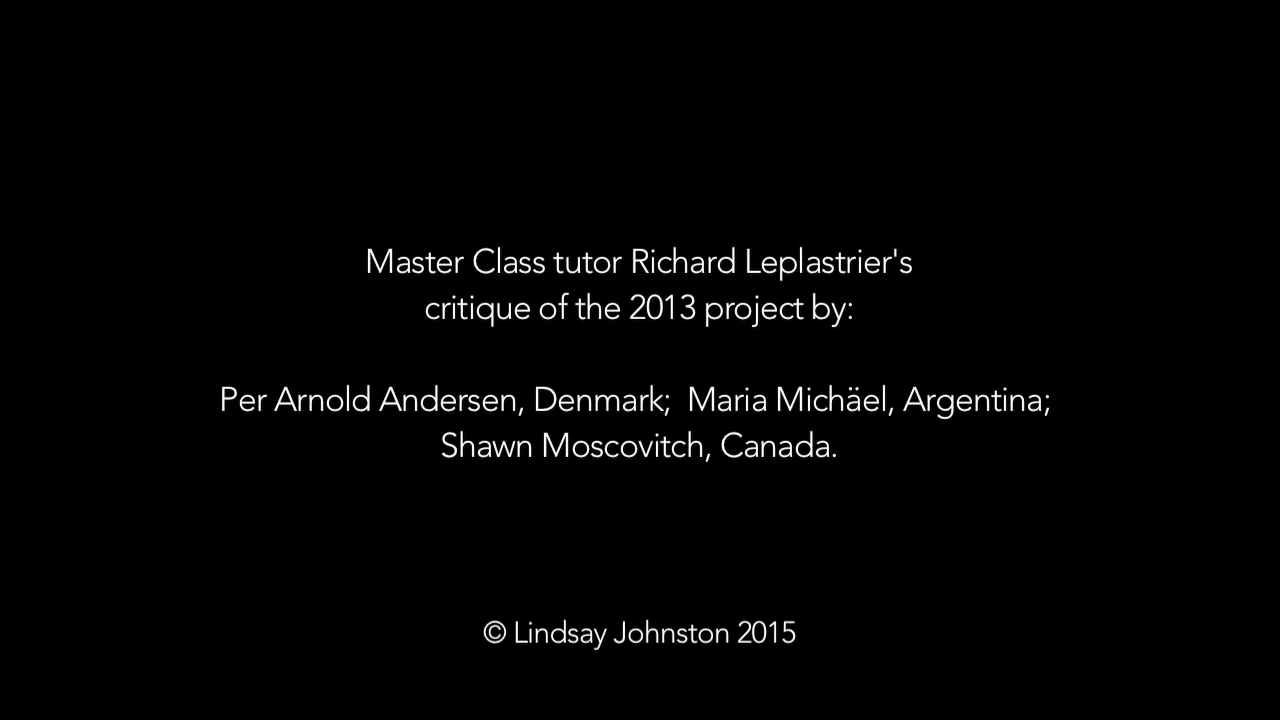 Master Class tutor Richard Leplastrier's
critique of the 2013 project by:
Per Arnold Andersen, Denmark;  Maria Michäel, Argentina;
Shawn Moscovitch, Canada.
© Lindsay Johnston 2015